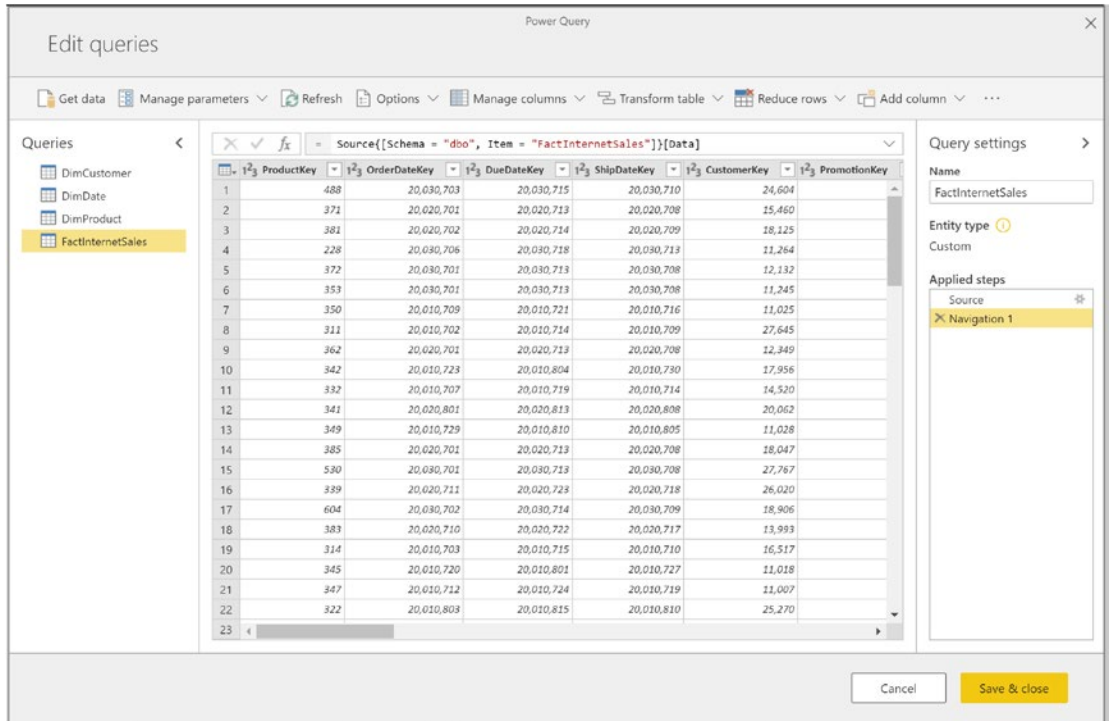 Power Query
Edit queries
Get data Manage parameters Refresh Options Manage columns Transform table Reduce rows Add column ...
Queries
DimCustomer
DimDate
DimProduct
FactInternetSales
fx = Source{[Schema = "dbo", Item = "FactInternetSales"]}[Data]
1²3 ProductKey 1²3 OrderDateKey 1²3 DueDateKey 1²3 ShipDateKey 1²3 CustomerKey 1²3 PromotionKey
1 488 20,030,703 20,030,715 20,030,710 24,604
2 371 20,020,701 20,020,713 20,020,708 15,460
3 381 20,020,702 20,020,714 20,020,709 18,125
4 228 20,030,706 20,030,718 20,030,713 11,264
5 372 20,030,701 20,030,713 20,030,708 12,132
6 353 20,030,701 20,030,713 20,030,708 11,245
7 350 20,010,709 20,010,721 20,010,716 11,025
8 311 20,010,702 20,010,714 20,010,709 27,645
9 362 20,020,701 20,020,713 20,020,708 12,349
10 342 20,010,723 20,010,804 20,010,730 17,956
11 332 20,010,707 20,010,719 20,010,714 14,520
12 341 20,020,801 20,020,813 20,020,808 20,062
13 349 20,010,729 20,010,810 20,010,805 11,028
14 385 20,020,701 20,020,713 20,020,708 18,047
15 530 20,030,701 20,030,713 20,030,708 27,767
16 339 20,020,711 20,020,723 20,020,718 26,020
17 604 20,030,702 20,030,714 20,030,709 18,906
18 383 20,020,710 20,020,722 20,020,717 13,993
19 314 20,010,703 20,010,715 20,010,710 16,517
20 345 20,010,720 20,010,801 20,010,727 11,018
21 347 20,010,712 20,010,724 20,010,719 11,007
22 322 20,010,803 20,010,815 20,010,810 25,270
23
Query settings
Name
FactInternetSales
Entity type
Custom
Applied steps
Source
Navigation 1
Cancel
Save & close